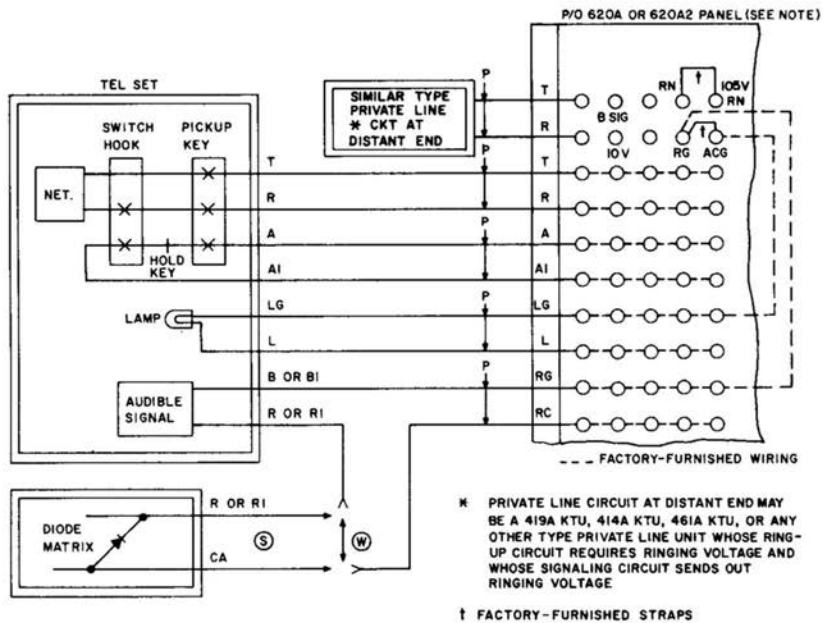 P/O 620A OR 620A2 PANEL (SEE NOTE)
TEL SET
SWITCH
HOOK
PICKUP
KEY
NET.
HOLD
KEY
LAMP
AUDIBLE
SIGNAL
SIMILAR TYPE
PRIVATE LINE
* CKT AT
DISTANT END
P
T
R
P
T
R
A
A1
LG
L
B OR B1
R OR R1
P
P
T
R
T
R
A
A1
LG
L
RG
RC
B SIG
10V
RN
†
105V
RN
†
RG
ACG
---- FACTORY-FURNISHED WIRING
DIODE
MATRIX
R OR R1
CA
S
W
* PRIVATE LINE CIRCUIT AT DISTANT END MAY
BE A 419A KTU, 414A KTU, 461A KTU, OR ANY
OTHER TYPE PRIVATE LINE UNIT WHOSE RING-
UP CIRCUIT REQUIRES RINGING VOLTAGE AND
WHOSE SIGNALING CIRCUIT SENDS OUT
RINGING VOLTAGE
† FACTORY-FURNISHED STRAPS